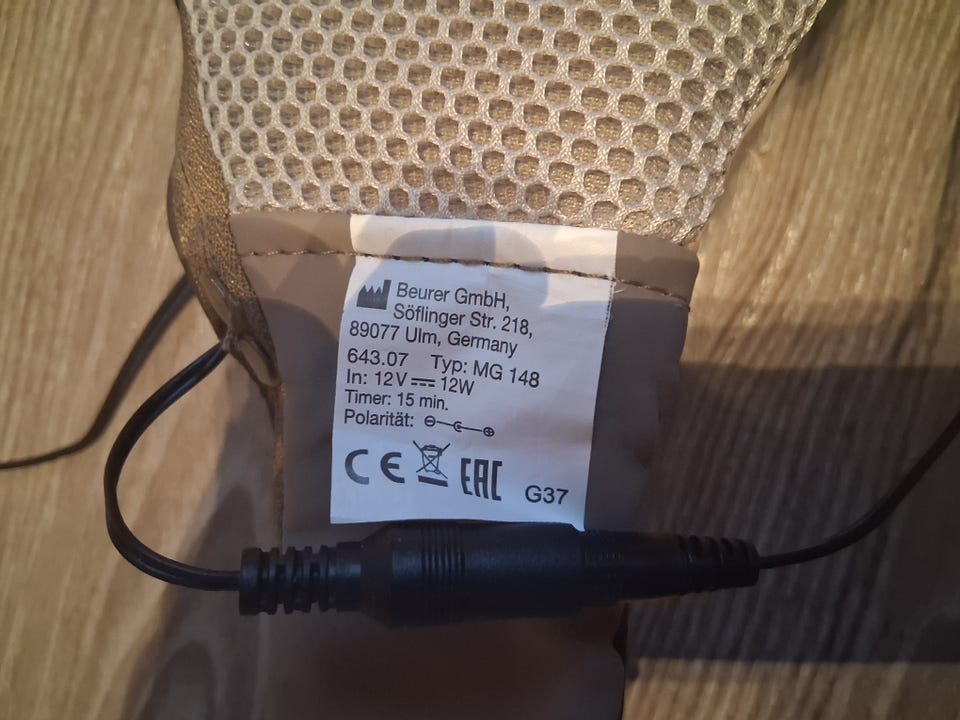 Beurer GmbH,
Söflinger Str. 218,
89077 Ulm, Germany
643.07 Typ: MG 148
In: 12V ⎓ 12W
Timer: 15 min.
Polarität:
CE EAC G37